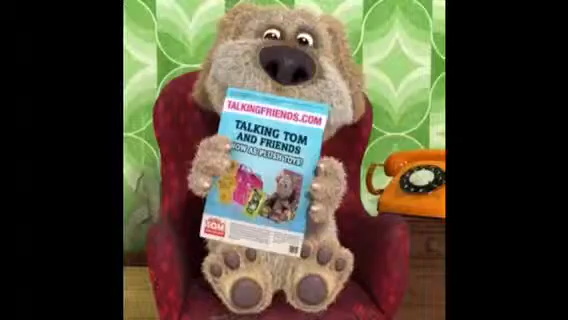 TALKINGFRIENDS.COM
TALKING TOM
AND FRIENDS
NOW AS PLUSH TOYS!